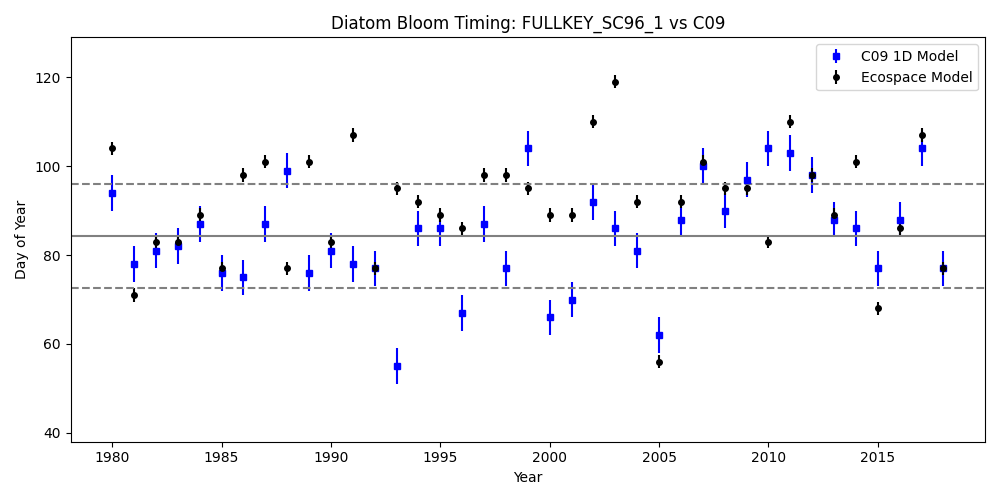 Diatom Bloom Timing: FULLKEY_SC96_1 vs C09
C09 1D Model
Ecospace Model
Day of Year
120
100
80
60
40
1980 1985 1990 1995 2000 2005 2010 2015
Year